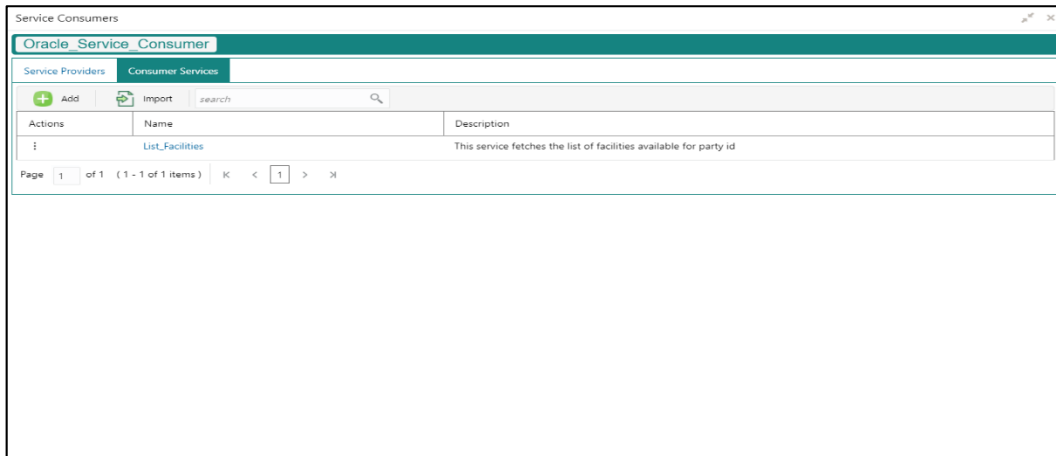 Service Consumers
Oracle_Service_Consumer
Service Providers Consumer Services
Add Import search
Actions Name Description
List_Facilities This service fetches the list of facilities available for party id
Page 1 of 1 (1 - 1 of 1 items) 1